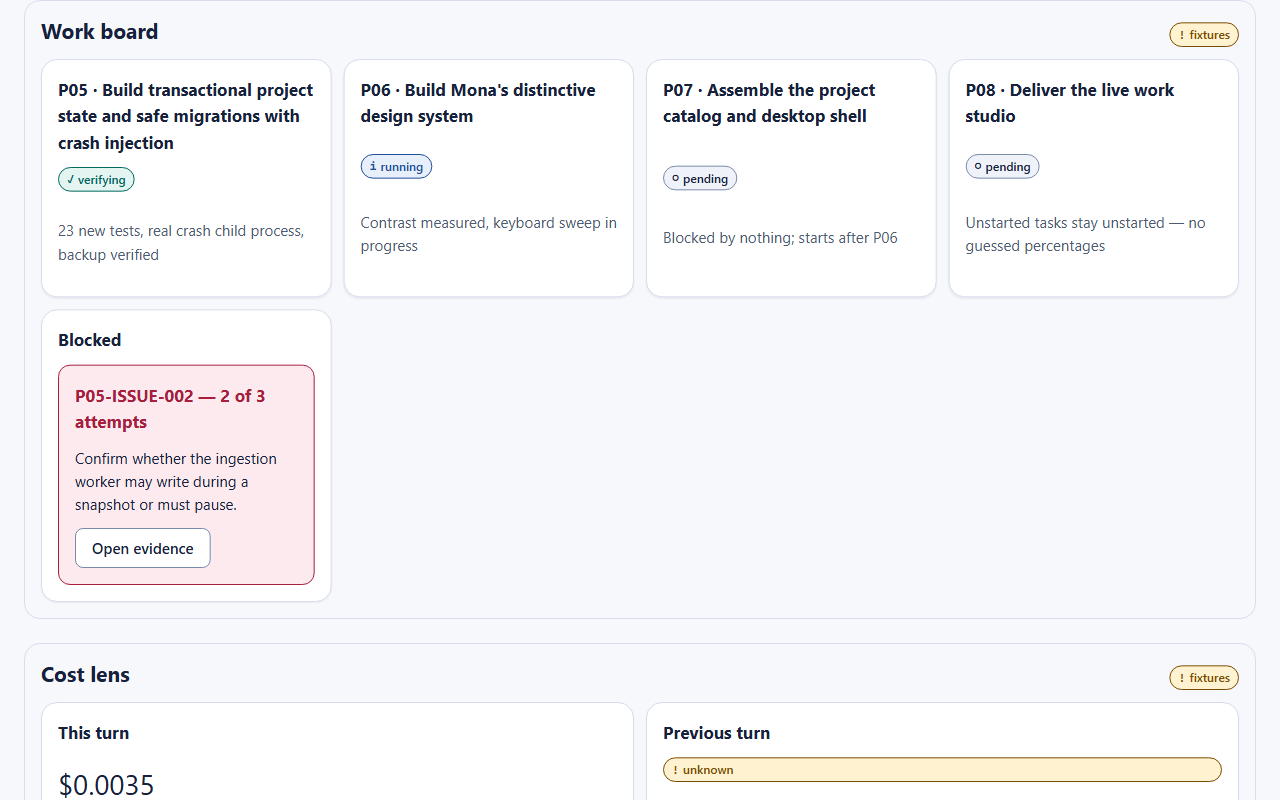 Work board
! fixtures
P05 · Build transactional project
state and safe migrations with
crash injection
✓ verifying
23 new tests, real crash child process,
backup verified
P06 · Build Mona's distinctive
design system
i running
Contrast measured, keyboard sweep in
progress
P07 · Assemble the project
catalog and desktop shell
pending
Blocked by nothing; starts after P06
P08 · Deliver the live work
studio
pending
Unstarted tasks stay unstarted — no
guessed percentages
Blocked
P05-ISSUE-002 — 2 of 3
attempts
Confirm whether the ingestion
worker may write during a
snapshot or must pause.
Open evidence
Cost lens
! fixtures
This turn
$0.0035
Previous turn
! unknown